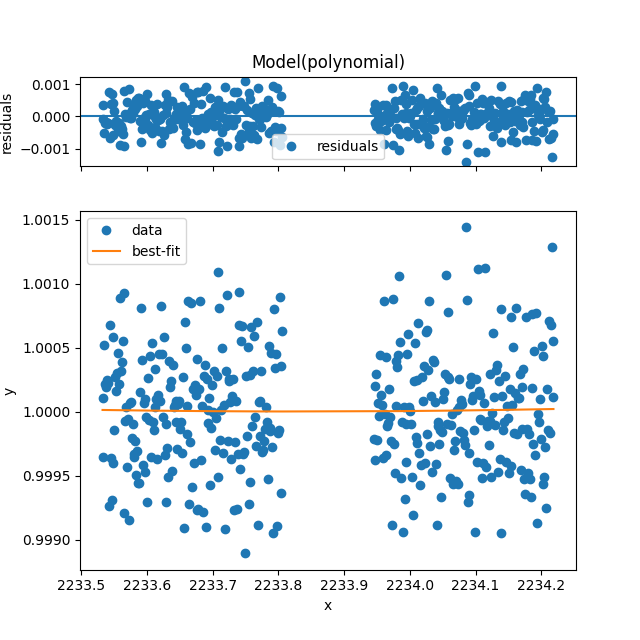 Model(polynomial)
0.001
0.000
−0.001
residuals
residuals
1.0015
1.0010
1.0005
1.0000
0.9995
0.9990
y
data
best-fit
2233.5 2233.6 2233.7 2233.8 2233.9 2234.0 2234.1 2234.2
x